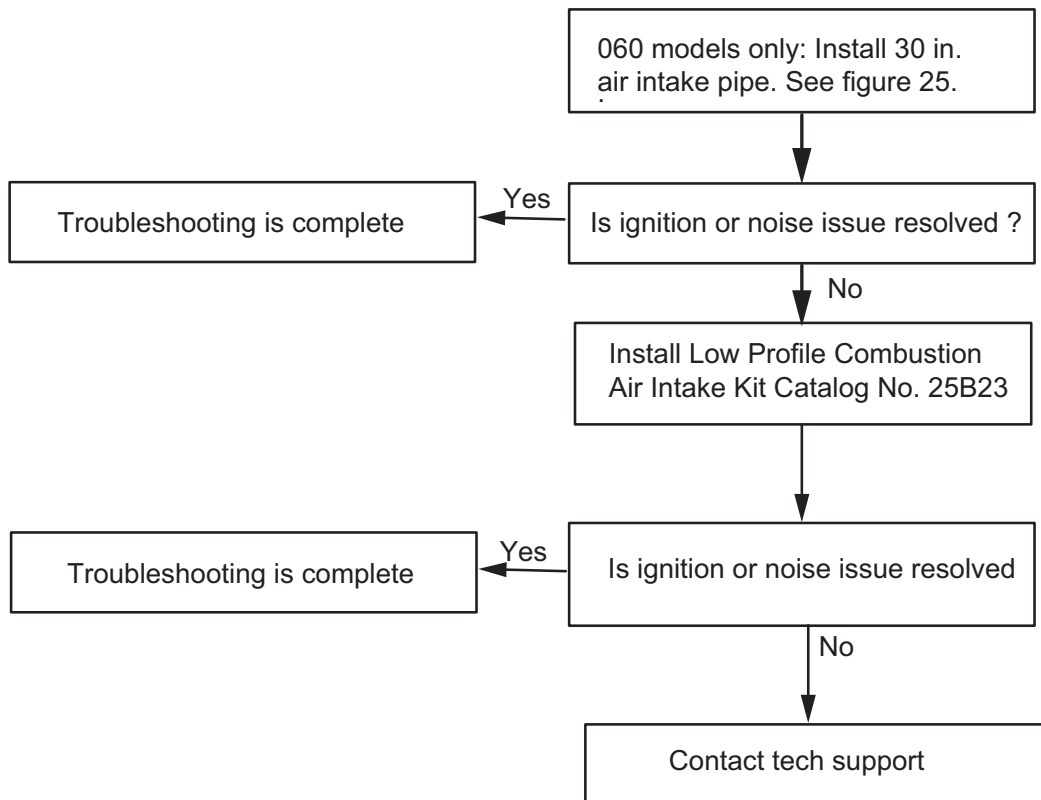 060 models only: Install 30 in.
air intake pipe. See figure 25.
Yes
Troubleshooting is complete
Is ignition or noise issue resolved ?
No
Install Low Profile Combustion
Air Intake Kit Catalog No. 25B23
Yes
Troubleshooting is complete
Is ignition or noise issue resolved
No
Contact tech support